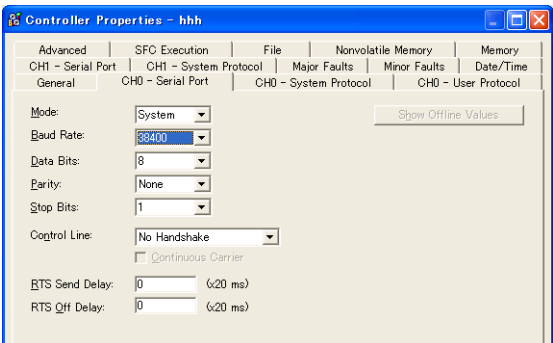 Controller Properties - hhh
Advanced SFC Execution File Nonvolatile Memory Memory
CH1 - Serial Port CH1 - System Protocol Major Faults Minor Faults Date/Time
General CH0 - Serial Port CH0 - System Protocol CH0 - User Protocol
Mode: System Show Offline Values
Baud Rate: 38400
Data Bits: 8
Parity: None
Stop Bits: 1
Control Line: No Handshake
Continuous Carrier
RTS Send Delay: 0 (x20 ms)
RTS Off Delay: 0 (x20 ms)